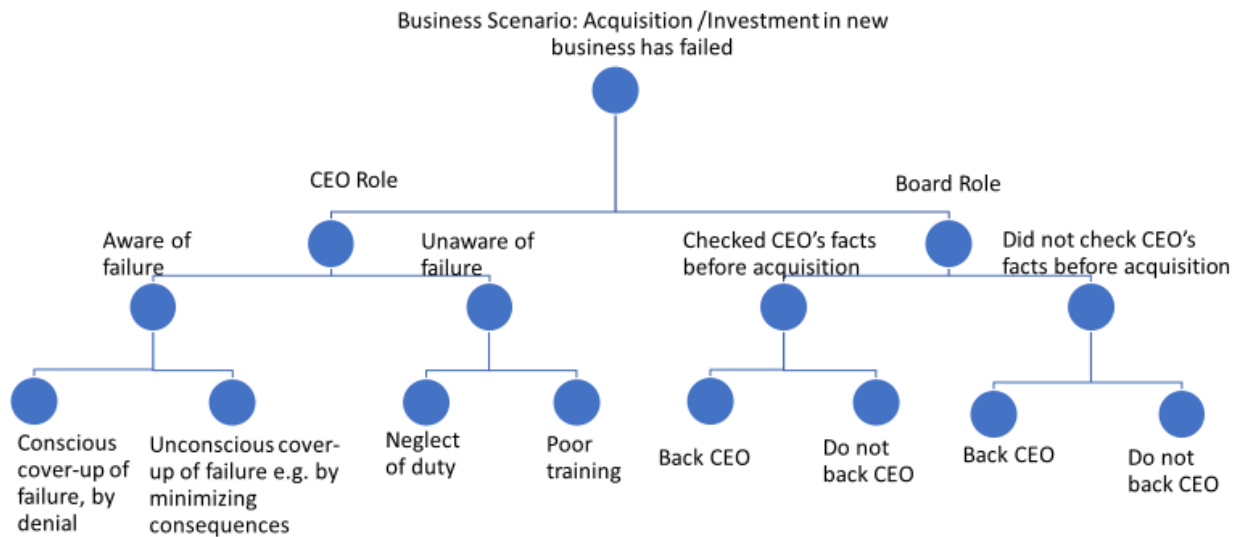 Business Scenario: Acquisition /Investment in new
business has failed
CEO Role
Board Role
Aware of
failure
Unaware of
failure
Checked CEO's facts
before acquisition
Did not check CEO's
facts before acquisition
Conscious
cover-up of
failure, by
denial
Unconscious cover-
up of failure e.g. by
minimizing
consequences
Neglect
of duty
Poor
training
Back CEO
Do not
back CEO
Back CEO
Do not
back CEO